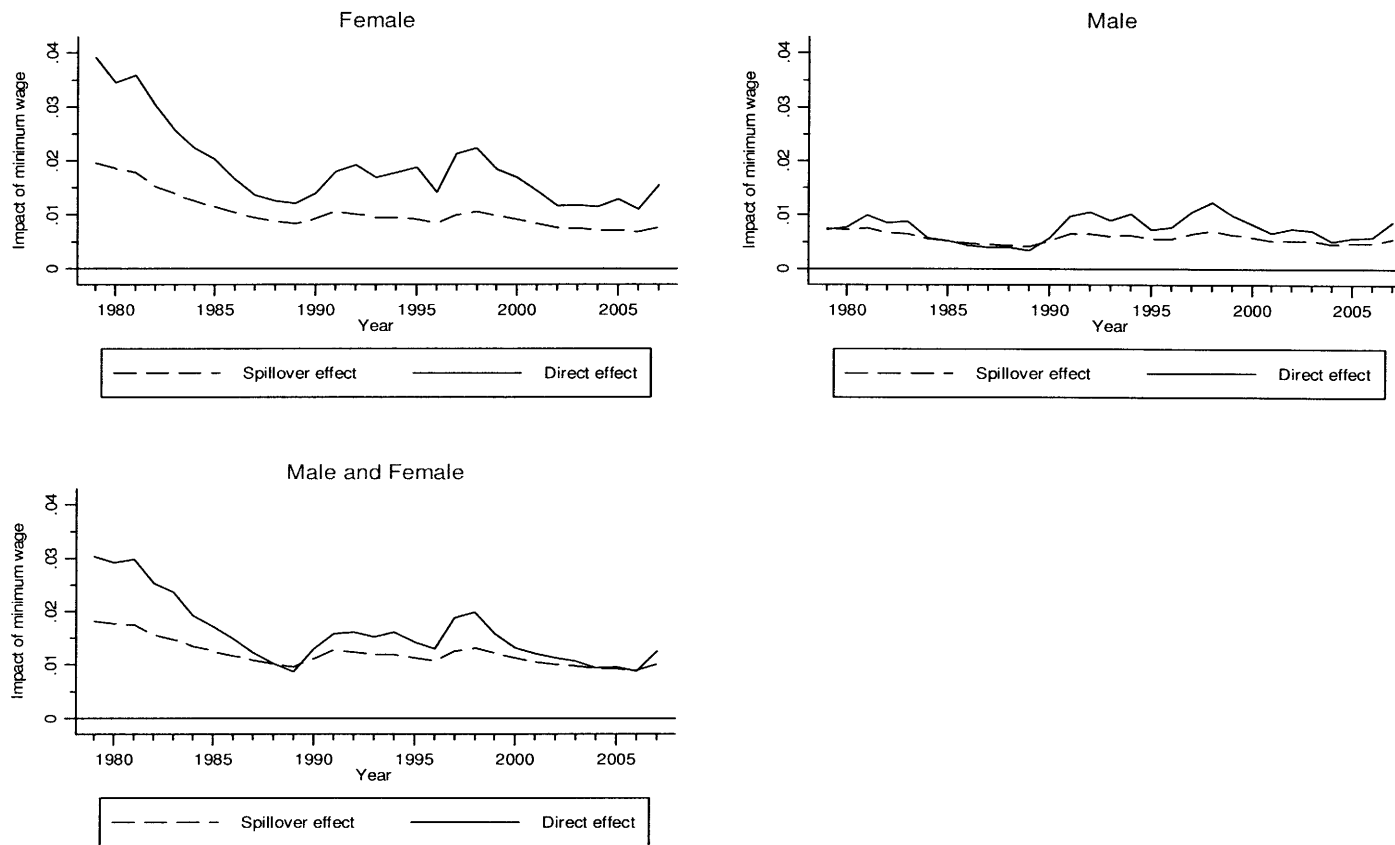 Female
Impact of minimum wage
.04
.03
.02
.01
0
1980 1985 1990 1995 2000 2005
Year
Spillover effect Direct effect
Male
Impact of minimum wage
.04
.03
.02
.01
0
1980 1985 1990 1995 2000 2005
Year
Spillover effect Direct effect
Male and Female
Impact of minimum wage
.04
.03
.02
.01
0
1980 1985 1990 1995 2000 2005
Year
Spillover effect Direct effect